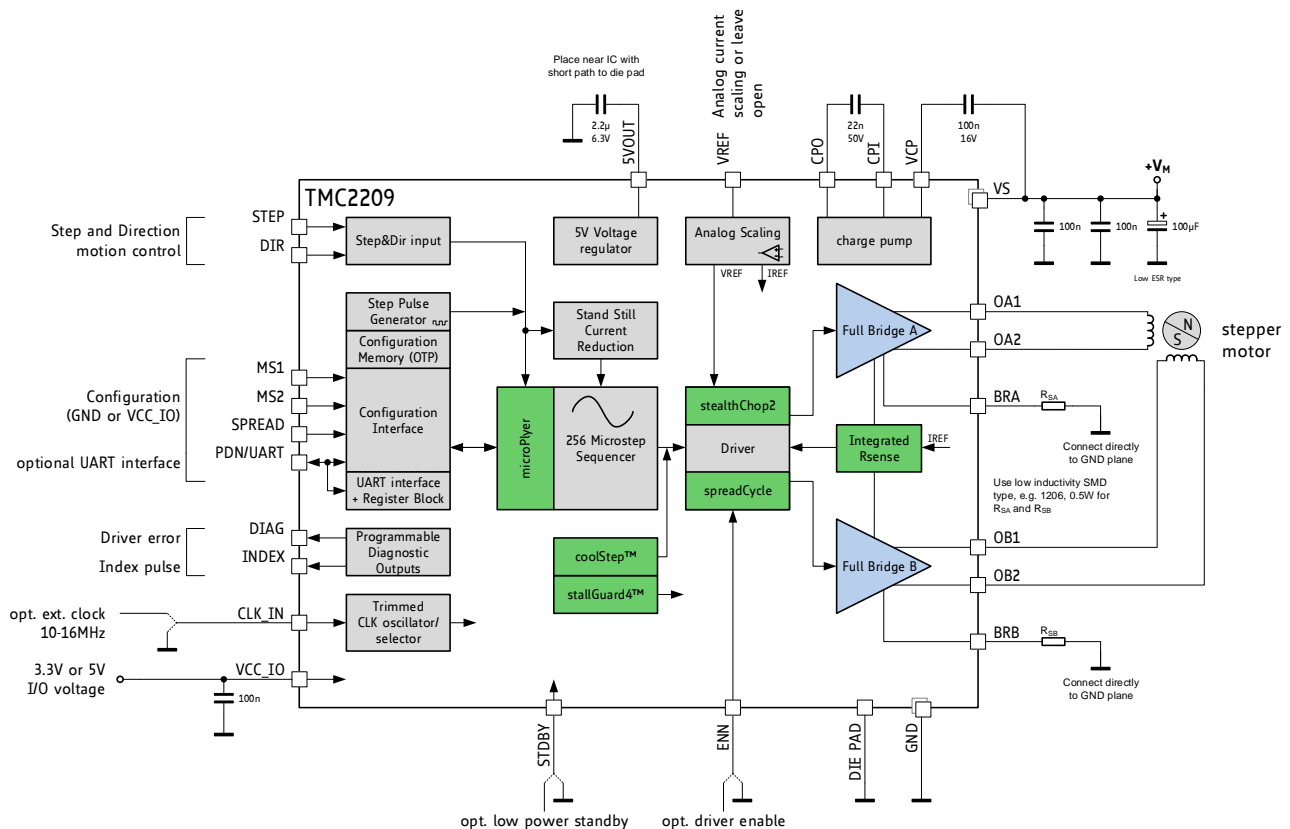 Place near IC with
short path to die pad
Analog current
scaling or leave
open
2.2µ
6.3V
22n
50V
100n
16V
5VOUT
VREF
CPO
CPI
VCP
+VM
TMC2209
VS
STEP
DIR
Step and Direction
motion control
Step&Dir input
5V Voltage
regulator
Analog Scaling
VREF
IREF
charge pump
100n
100n
+
100µF
Low ESR type
Step Pulse
Generator
Stand Still
Current
Reduction
Configuration
Memory (OTP)
Full Bridge A
OA1
OA2
N
S
stepper
motor
MS1
MS2
SPREAD
PDN/UART
Configuration
(GND or VCC_IO)
optional UART interface
Configuration
Interface
UART interface
+ Register Block
microPlyer
256 Microstep
Sequencer
stealthChop2
Driver
spreadCycle
Integrated
Rsense
IREF
BRA
RSA
Connect directly
to GND plane
Use low inductivity SMD
type, e.g. 1206, 0.5W for
RSA and RSB
DIAG
INDEX
Driver error
Index pulse
Programmable
Diagnostic
Outputs
coolStep™
stallGuard4™
Full Bridge B
OB1
OB2
opt. ext. clock
10-16MHz
CLK_IN
Trimmed
CLK oscillator/
selector
BRB
RSB
Connect directly
to GND plane
3.3V or 5V
I/O voltage
VCC_IO
100n
STDBY
ENN
DIE PAD
GND
opt. low power standby
opt. driver enable